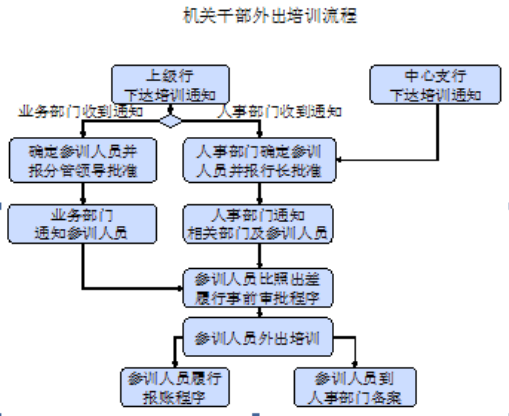 机关干部外出培训流程
上级行
下达培训通知
中心支行
下达培训通知
业务部门收到通知
人事部门收到通知
确定参训人员并
报分管领导批准
人事部门确定参训
人员并报行长批准
业务部门
通知参训人员
人事部门通知
相关部门及参训人员
参训人员比照出差
履行事前审批程序
参训人员外出培训
参训人员履行
报账程序
参训人员到
人事部门备案